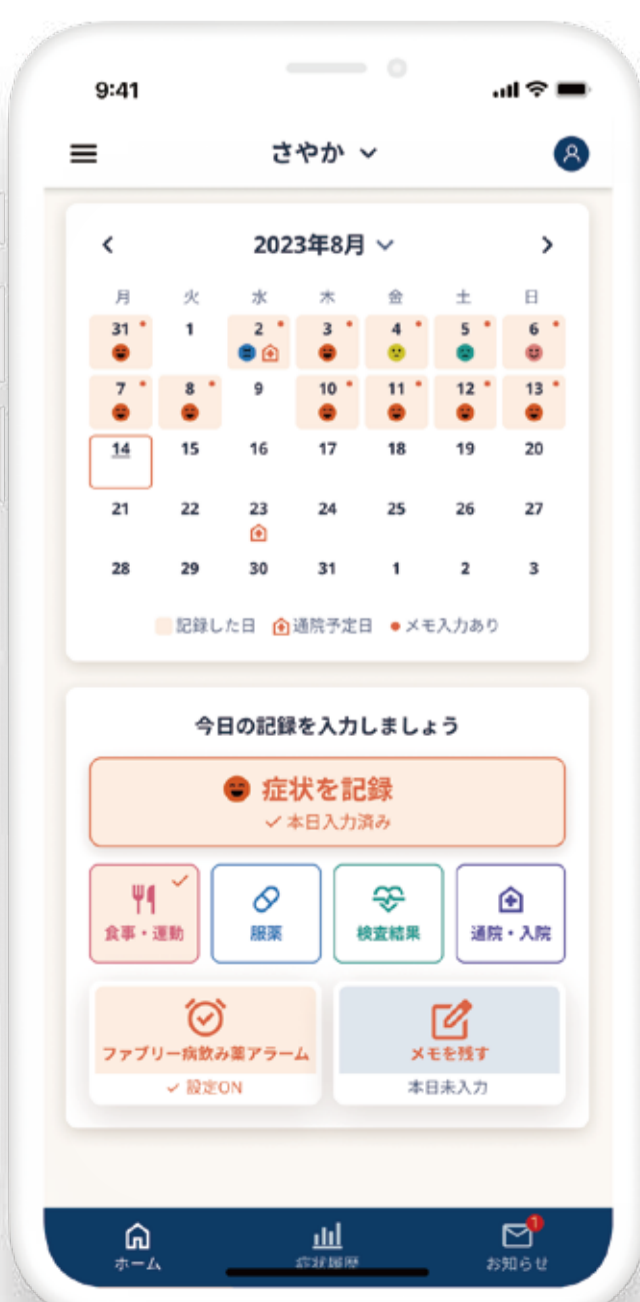 9:41
さやか
2023年8月
月 火 水 木 金 土 日
31 1 2 3 4 5 6
7 8 9 10 11 12 13
14 15 16 17 18 19 20
21 22 23 24 25 26 27
28 29 30 31 1 2 3
記録した日 通院予定日 メモ入力あり
今日の記録を入力しましょう
症状を記録
本日入力済み
食事・運動 服薬 検査結果 通院・入院
ファブリー病飲み薬アラーム メモを残す
設定ON 本日未入力
1
ホーム 症状履歴 お知らせ